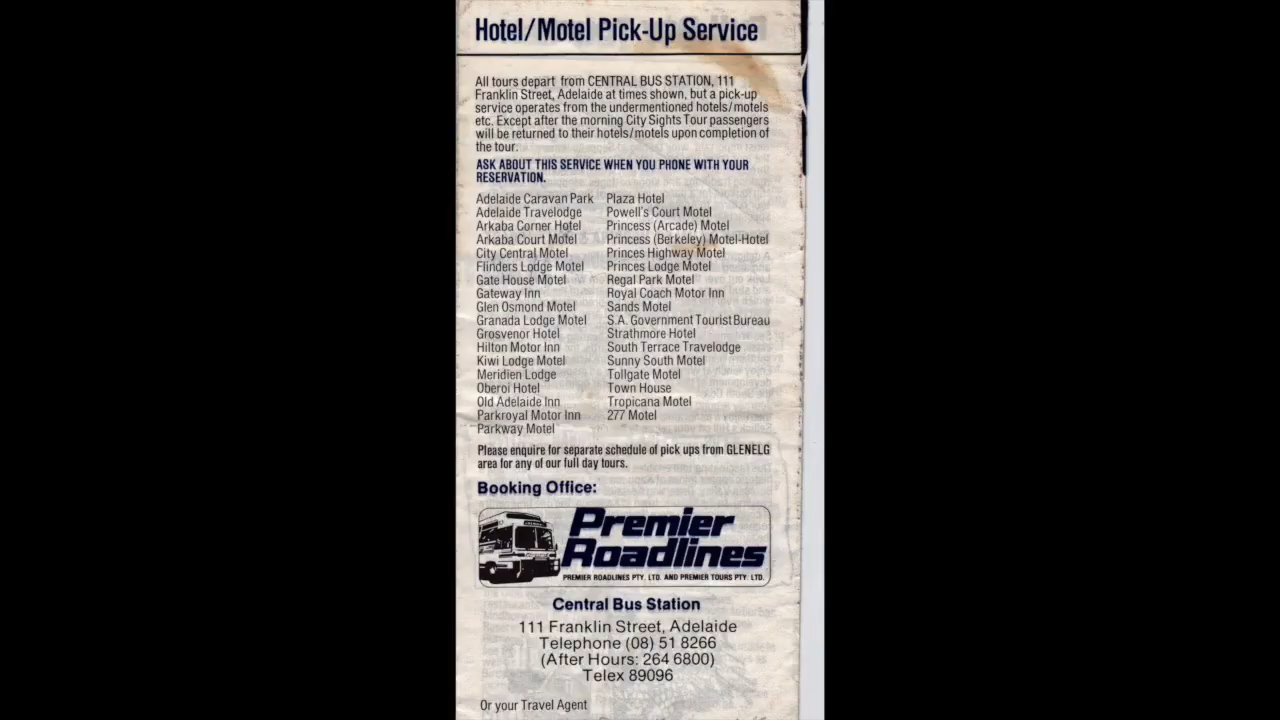 Hotel/Motel Pick-Up Service
All tours depart from CENTRAL BUS STATION, 111
Franklin Street, Adelaide at times shown, but a pick-up
service operates from the undermentioned hotels/motels
etc. Except after the morning City Sights Tour passengers
will be returned to their hotels/motels upon completion of
the tour.
ASK ABOUT THIS SERVICE WHEN YOU PHONE WITH YOUR
RESERVATION.
Adelaide Caravan Park
Adelaide Travelodge
Arkaba Corner Hotel
Arkaba Court Motel
City Central Motel
Flinders Lodge Motel
Gate House Motel
Gateway Inn
Glen Osmond Motel
Granada Lodge Motel
Grosvenor Hotel
Hilton Motor Inn
Kiwi Lodge Motel
Meridien Lodge
Oberoi Hotel
Old Adelaide Inn
Parkroyal Motor Inn
Parkway Motel
Plaza Hotel
Powell's Court Motel
Princess (Arcade) Motel
Princess (Berkeley) Motel-Hotel
Princes Highway Motel
Princes Lodge Motel
Regal Park Motel
Royal Coach Motor Inn
Sands Motel
S.A. Government Tourist Bureau
Strathmore Hotel
South Terrace Travelodge
Sunny South Motel
Tollgate Motel
Town House
Tropicana Motel
277 Motel
Please enquire for separate schedule of pick ups from GLENELG
area for any of our full day tours.
Booking Office:
Premier
Roadlines
PREMIER ROADLINES PTY. LTD. AND PREMIER TOURS PTY. LTD.
Central Bus Station
111 Franklin Street, Adelaide
Telephone (08) 51 8266
(After Hours: 264 6800)
Telex 89096
Or your Travel Agent